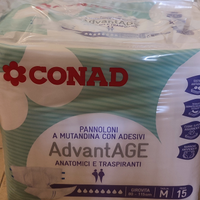 CONAD
PANNOLONI
A MUTANDINA CON ADESIVI
AdvantAGE
ANATOMICI E TRASPIRANTI
M 15